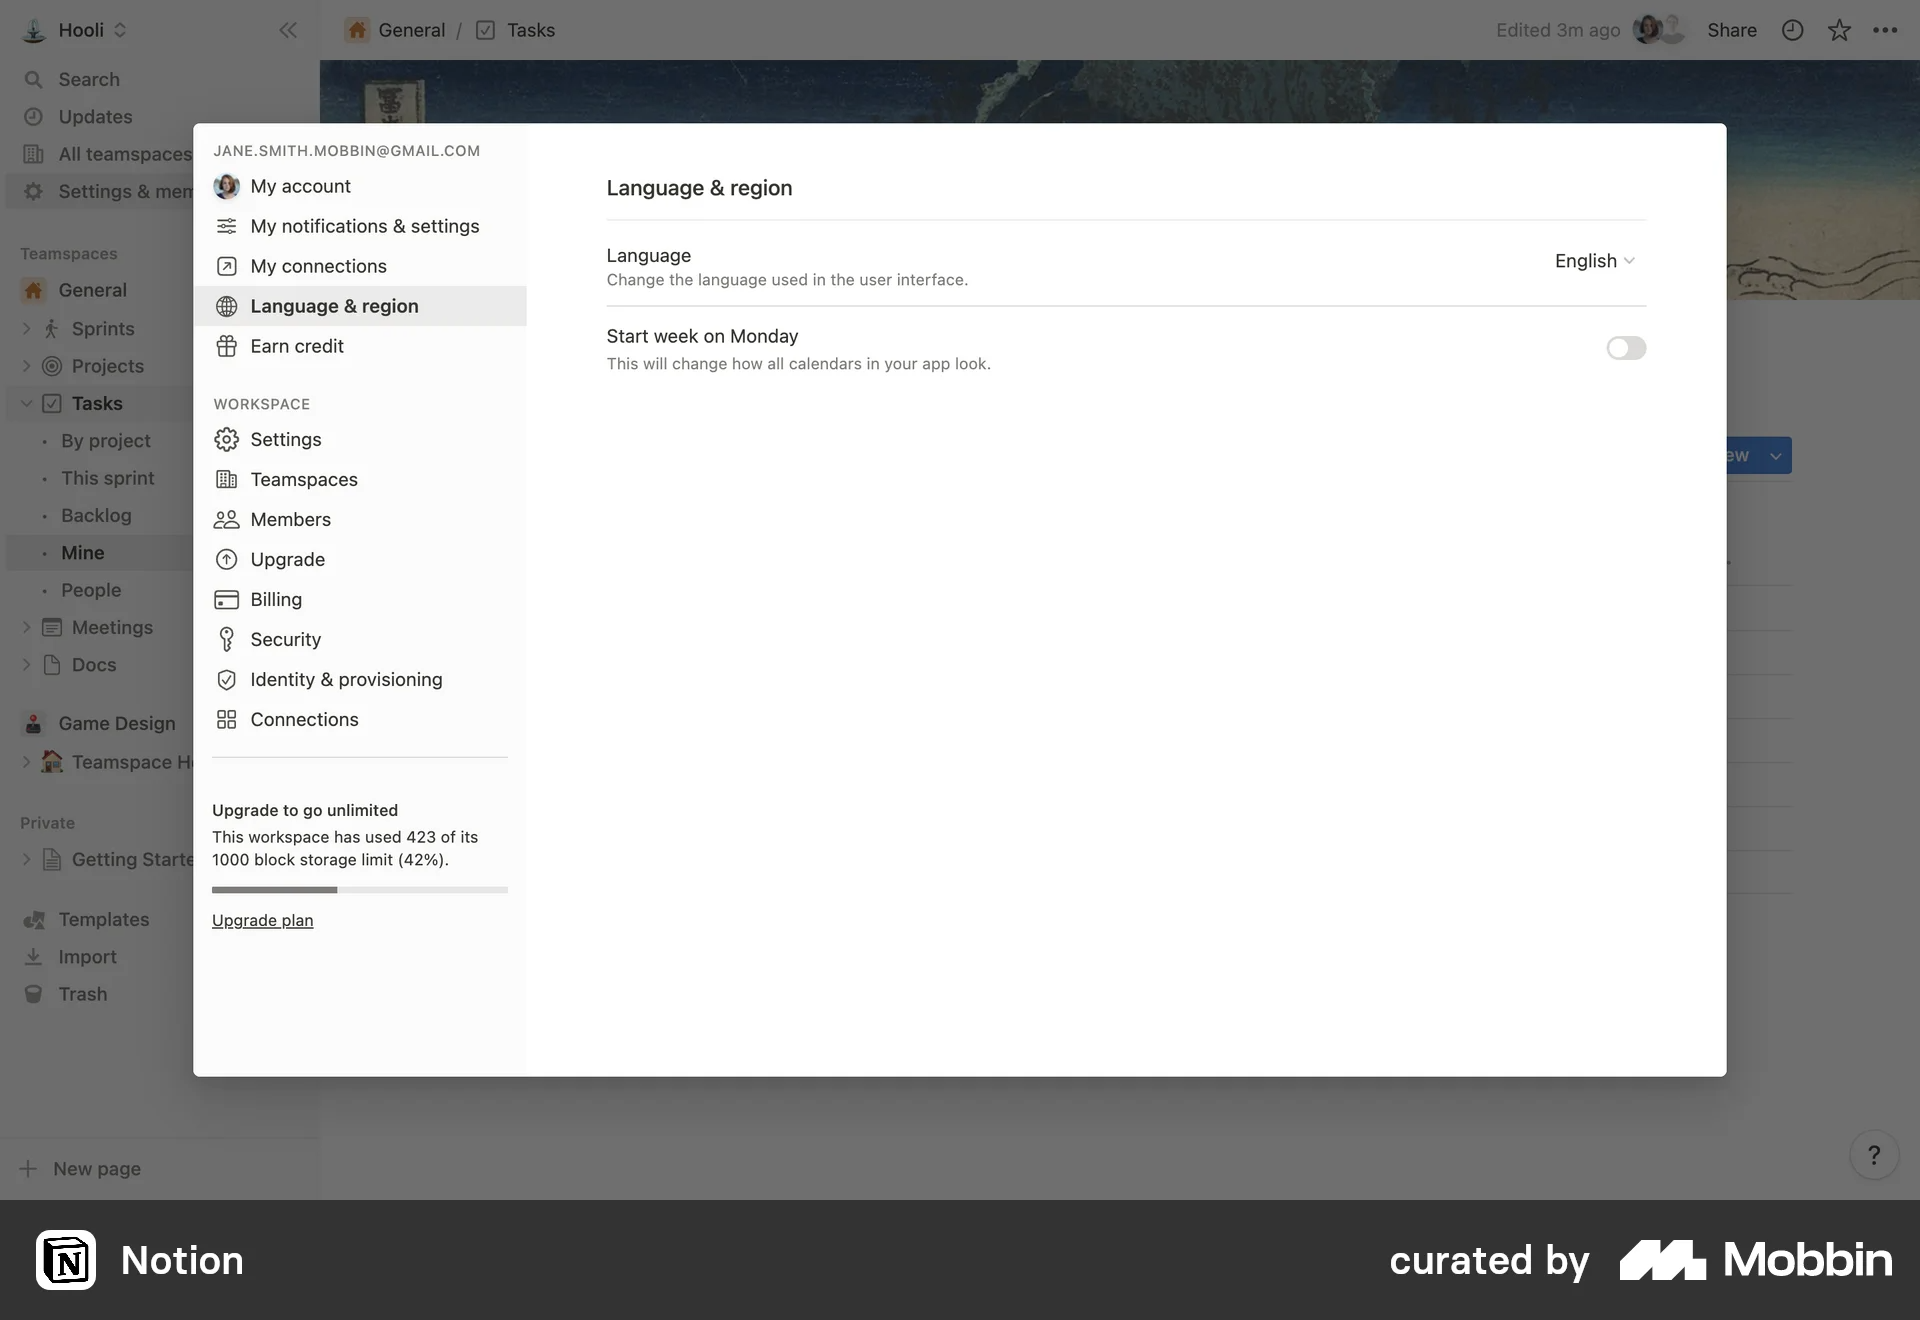 Hooli
General / Tasks
Edited 3m ago
Share
Search
Updates
All teamspaces
Settings & mem
Teamspaces
General
Sprints
Projects
Tasks
By project
This sprint
Backlog
Mine
People
Meetings
Docs
Game Design
Teamspace H
Private
Getting Starte
Templates
Import
Trash
New page
JANE.SMITH.MOBBIN@GMAIL.COM
My account
My notifications & settings
My connections
Language & region
Earn credit
WORKSPACE
Settings
Teamspaces
Members
Upgrade
Billing
Security
Identity & provisioning
Connections
Upgrade to go unlimited
This workspace has used 423 of its
1000 block storage limit (42%).
Upgrade plan
Language & region
Language
Change the language used in the user interface.
English
Start week on Monday
This will change how all calendars in your app look.
ew
?
Notion
curated by Mobbin